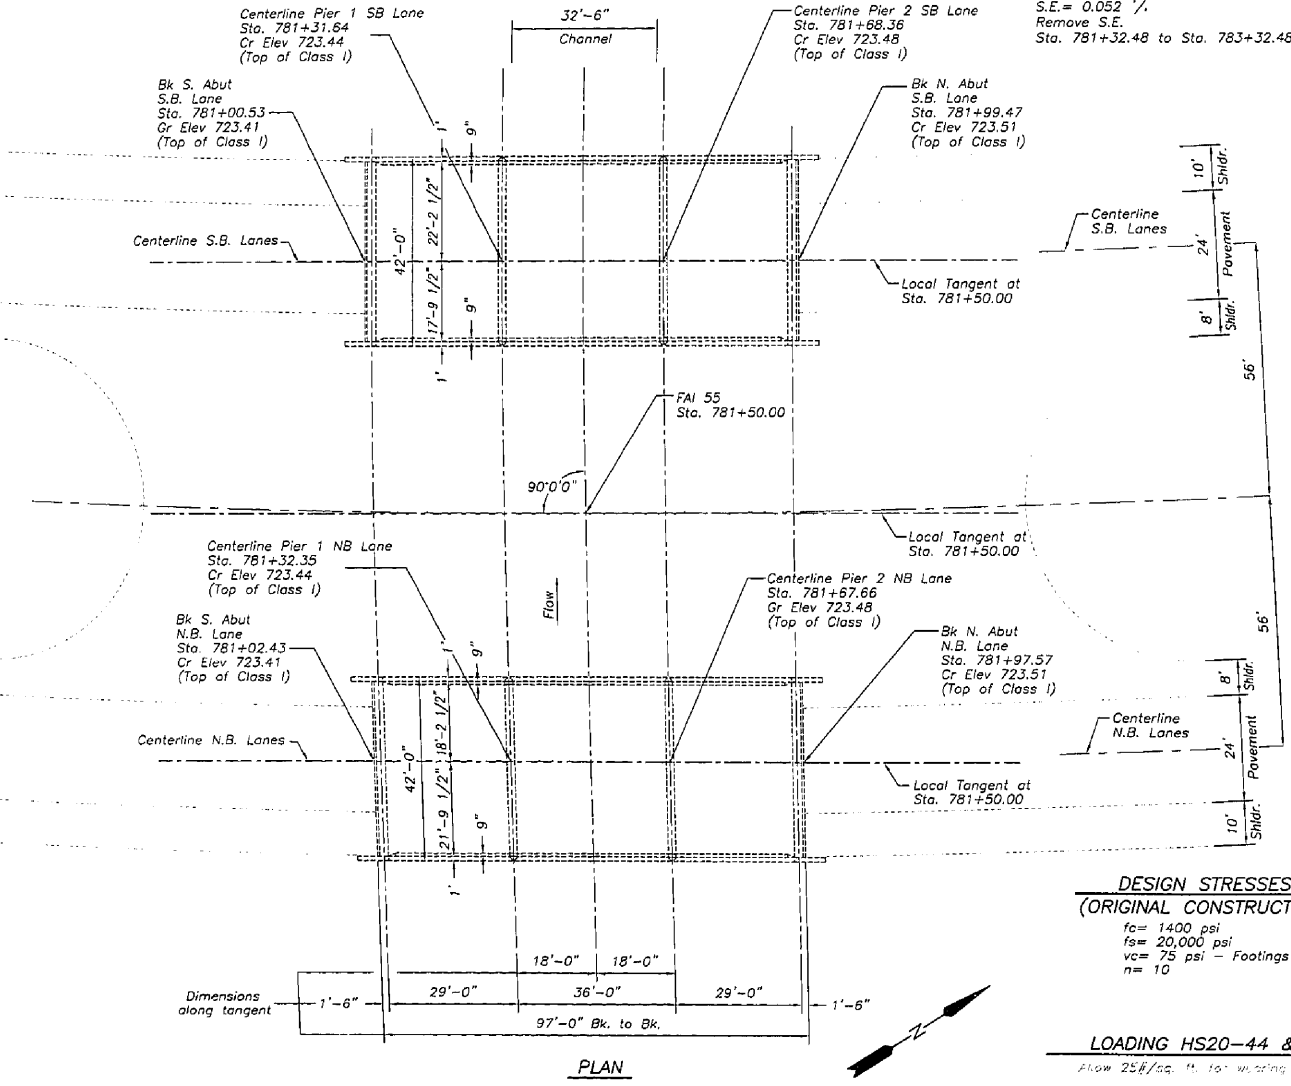 Centerline Pier 1 SB Lane
Sta. 781+31.64
Cr Elev 723.44
(Top of Class I)
32'-6"
Channel
Centerline Pier 2 SB Lane
Sta. 781+68.36
Cr Elev 723.48
(Top of Class I)
S.E.= 0.052 '/.
Remove S.E.
Sta. 781+32.48 to Sta. 783+32.48
Bk S. Abut
S.B. Lane
Sta. 781+00.53
Gr Elev 723.41
(Top of Class I)
Bk N. Abut
S.B. Lane
Sta. 781+99.47
Cr Elev 723.51
(Top of Class I)
1'
9"
42'-0"
22'-2 1/2"
17'-9 1/2"
9"
1'
Centerline S.B. Lanes
Local Tangent at
Sta. 781+50.00
Centerline
S.B. Lanes
10'
Shldr.
24'
Pavement
8'
Shldr.
56'
FAI 55
Sta. 781+50.00
90°0'0"
Local Tangent at
Sta. 781+50.00
Centerline Pier 1 NB Lane
Sta. 781+32.35
Cr Elev 723.44
(Top of Class I)
Flow
Centerline Pier 2 NB Lane
Sta. 781+67.66
Gr Elev 723.48
(Top of Class I)
Bk S. Abut
N.B. Lane
Sta. 781+02.43
Cr Elev 723.41
(Top of Class I)
Bk N. Abut
N.B. Lane
Sta. 781+97.57
Cr Elev 723.51
(Top of Class I)
56'
1'
9"
42'-0"
18'-2 1/2"
21'-9 1/2"
9"
1'
Centerline N.B. Lanes
Local Tangent at
Sta. 781+50.00
Centerline
N.B. Lanes
8'
Shldr.
24'
Pavement
10'
Shldr.
DESIGN STRESSES
(ORIGINAL CONSTRUCT
fc= 1400 psi
fs= 20,000 psi
vc= 75 psi - Footings
n= 10
18'-0" 18'-0"
Dimensions
along tangent
1'-6" 29'-0" 36'-0" 29'-0" 1'-6"
97'-0" Bk. to Bk.
PLAN
N
LOADING HS20-44 &
Allow 25#/sq. ft. for wearing